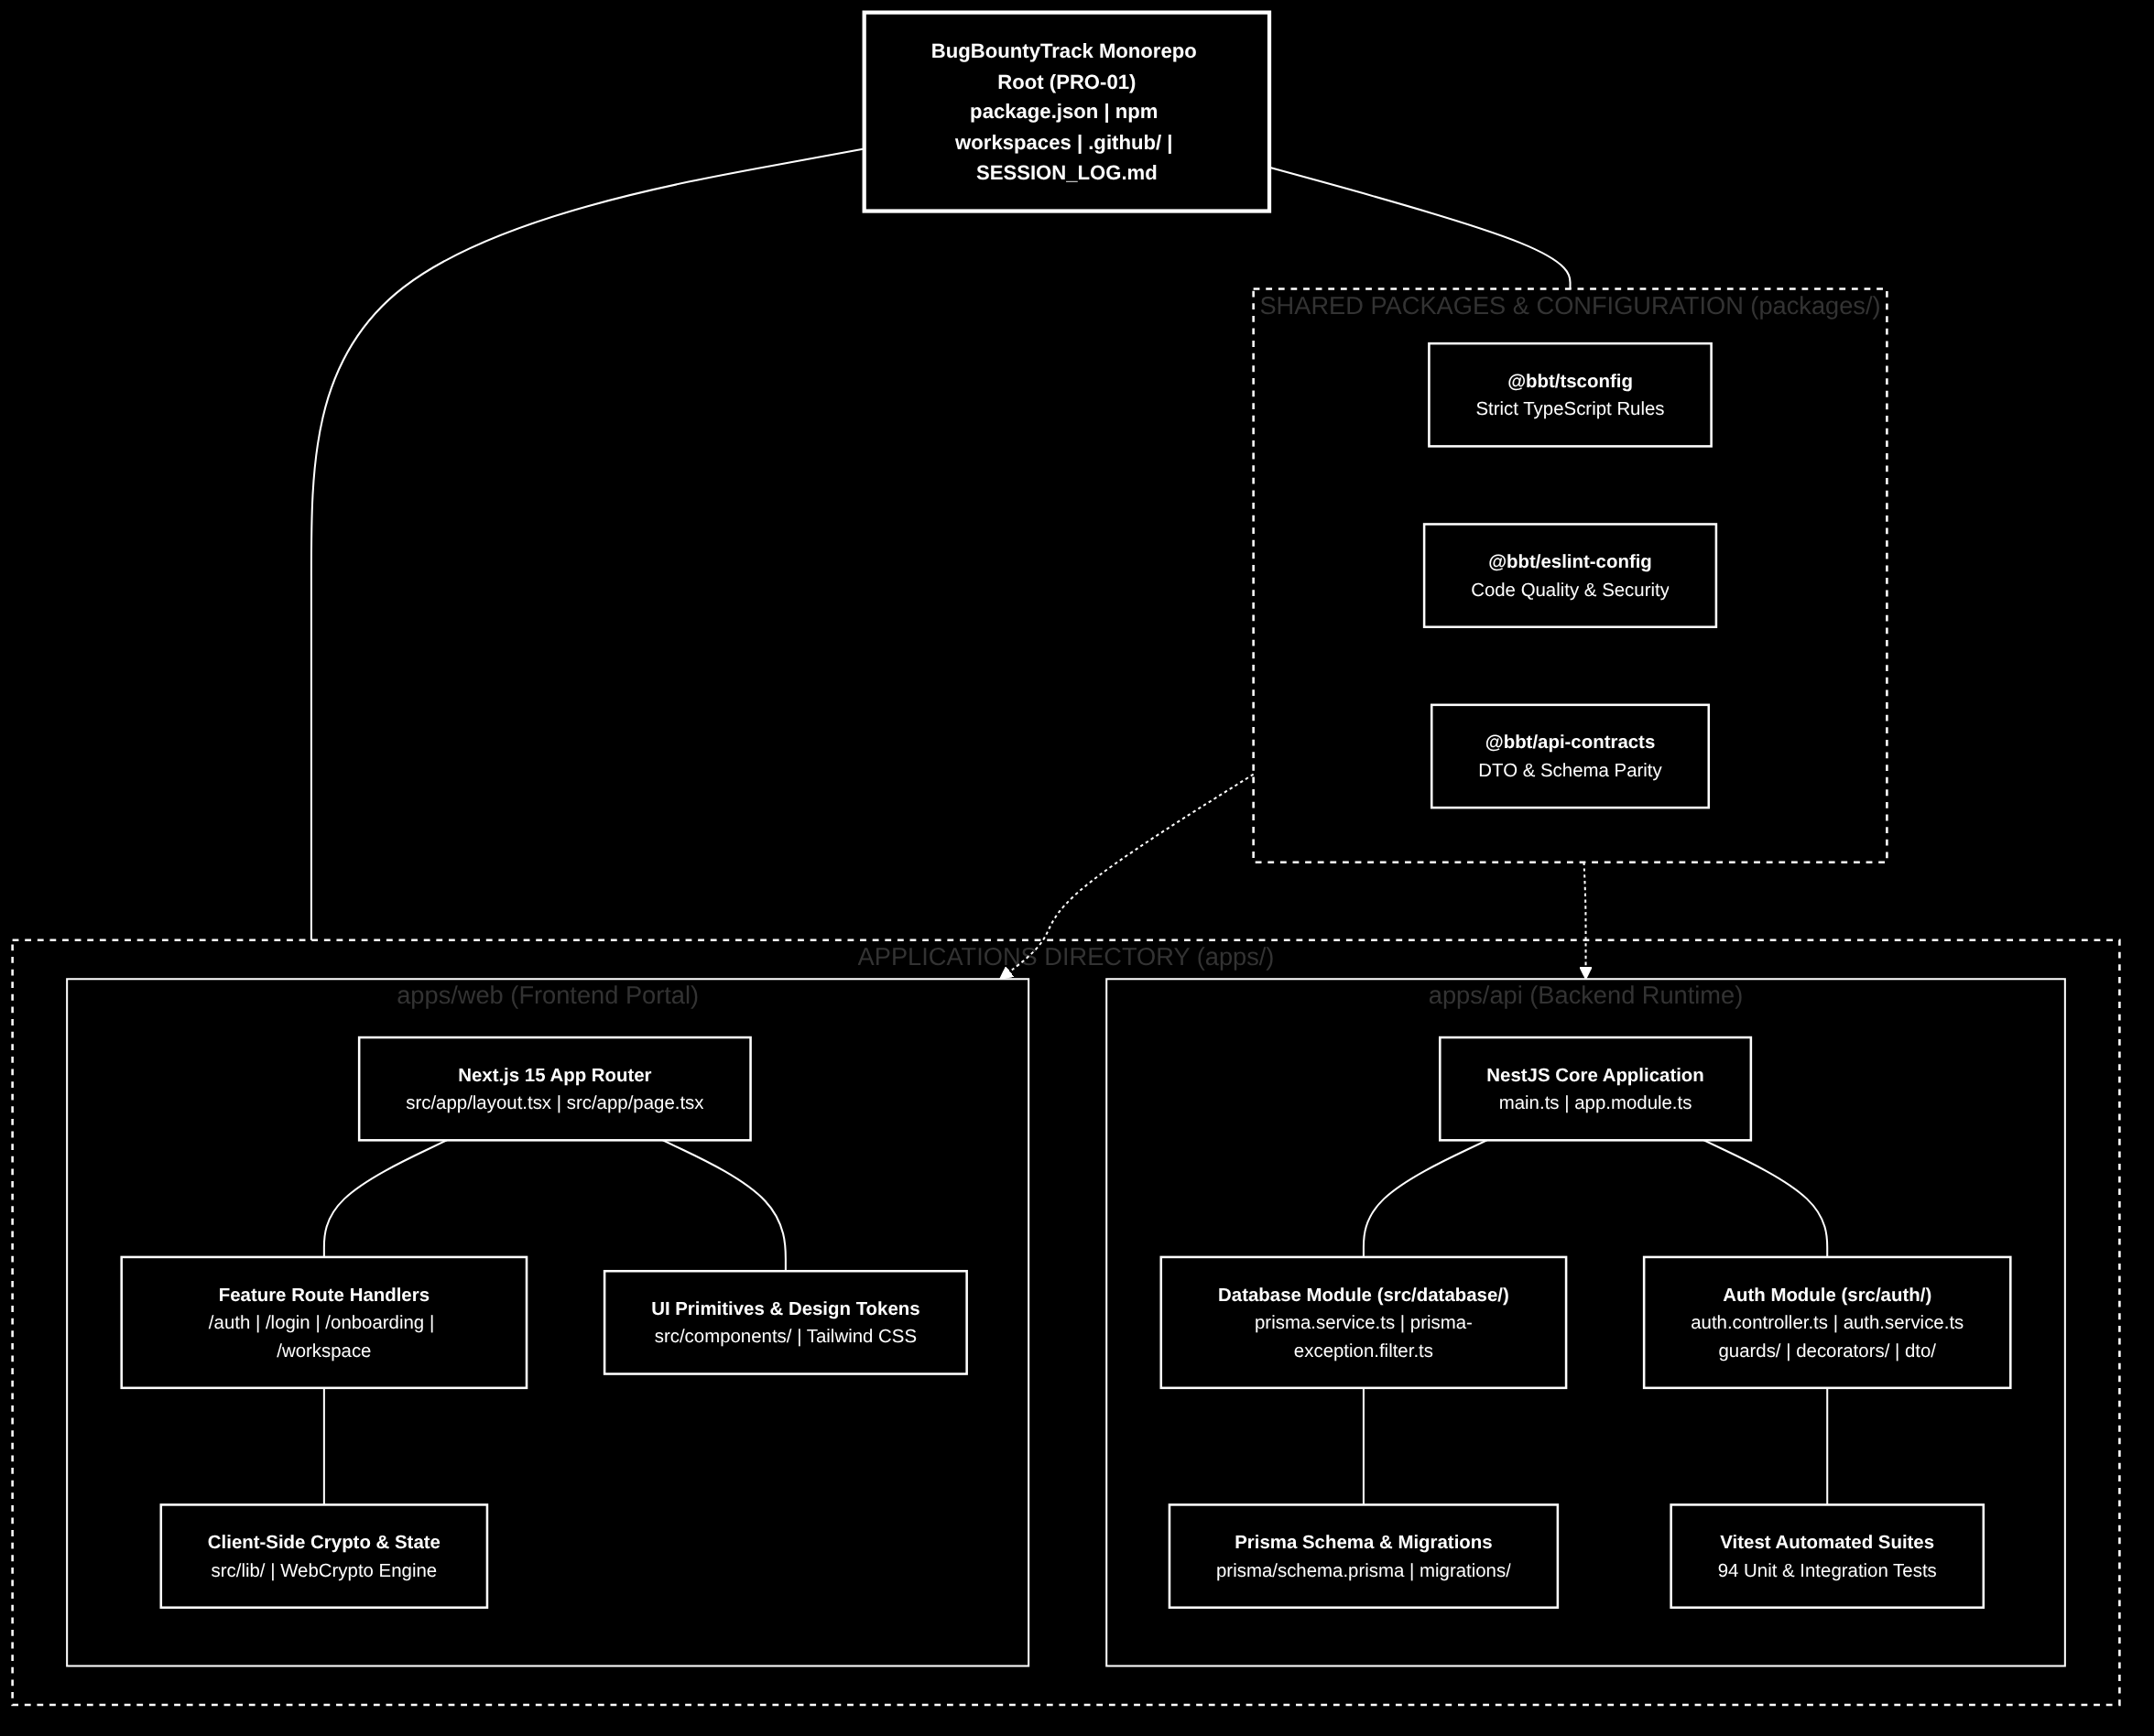 BugBountyTrack Monorepo
Root (PRO-01)
package.json | npm
workspaces | .github/ |
SESSION_LOG.md
SHARED PACKAGES & CONFIGURATION (packages/)
@bbt/tsconfig
Strict TypeScript Rules
@bbt/eslint-config
Code Quality & Security
@bbt/api-contracts
DTO & Schema Parity
APPLICATIONS DIRECTORY (apps/)
apps/web (Frontend Portal)
Next.js 15 App Router
src/app/layout.tsx | src/app/page.tsx
Feature Route Handlers
/auth | /login | /onboarding |
/workspace
UI Primitives & Design Tokens
src/components/ | Tailwind CSS
Client-Side Crypto & State
src/lib/ | WebCrypto Engine
apps/api (Backend Runtime)
NestJS Core Application
main.ts | app.module.ts
Database Module (src/database/)
prisma.service.ts | prisma-
exception.filter.ts
Auth Module (src/auth/)
auth.controller.ts | auth.service.ts
guards/ | decorators/ | dto/
Prisma Schema & Migrations
prisma/schema.prisma | migrations/
Vitest Automated Suites
94 Unit & Integration Tests